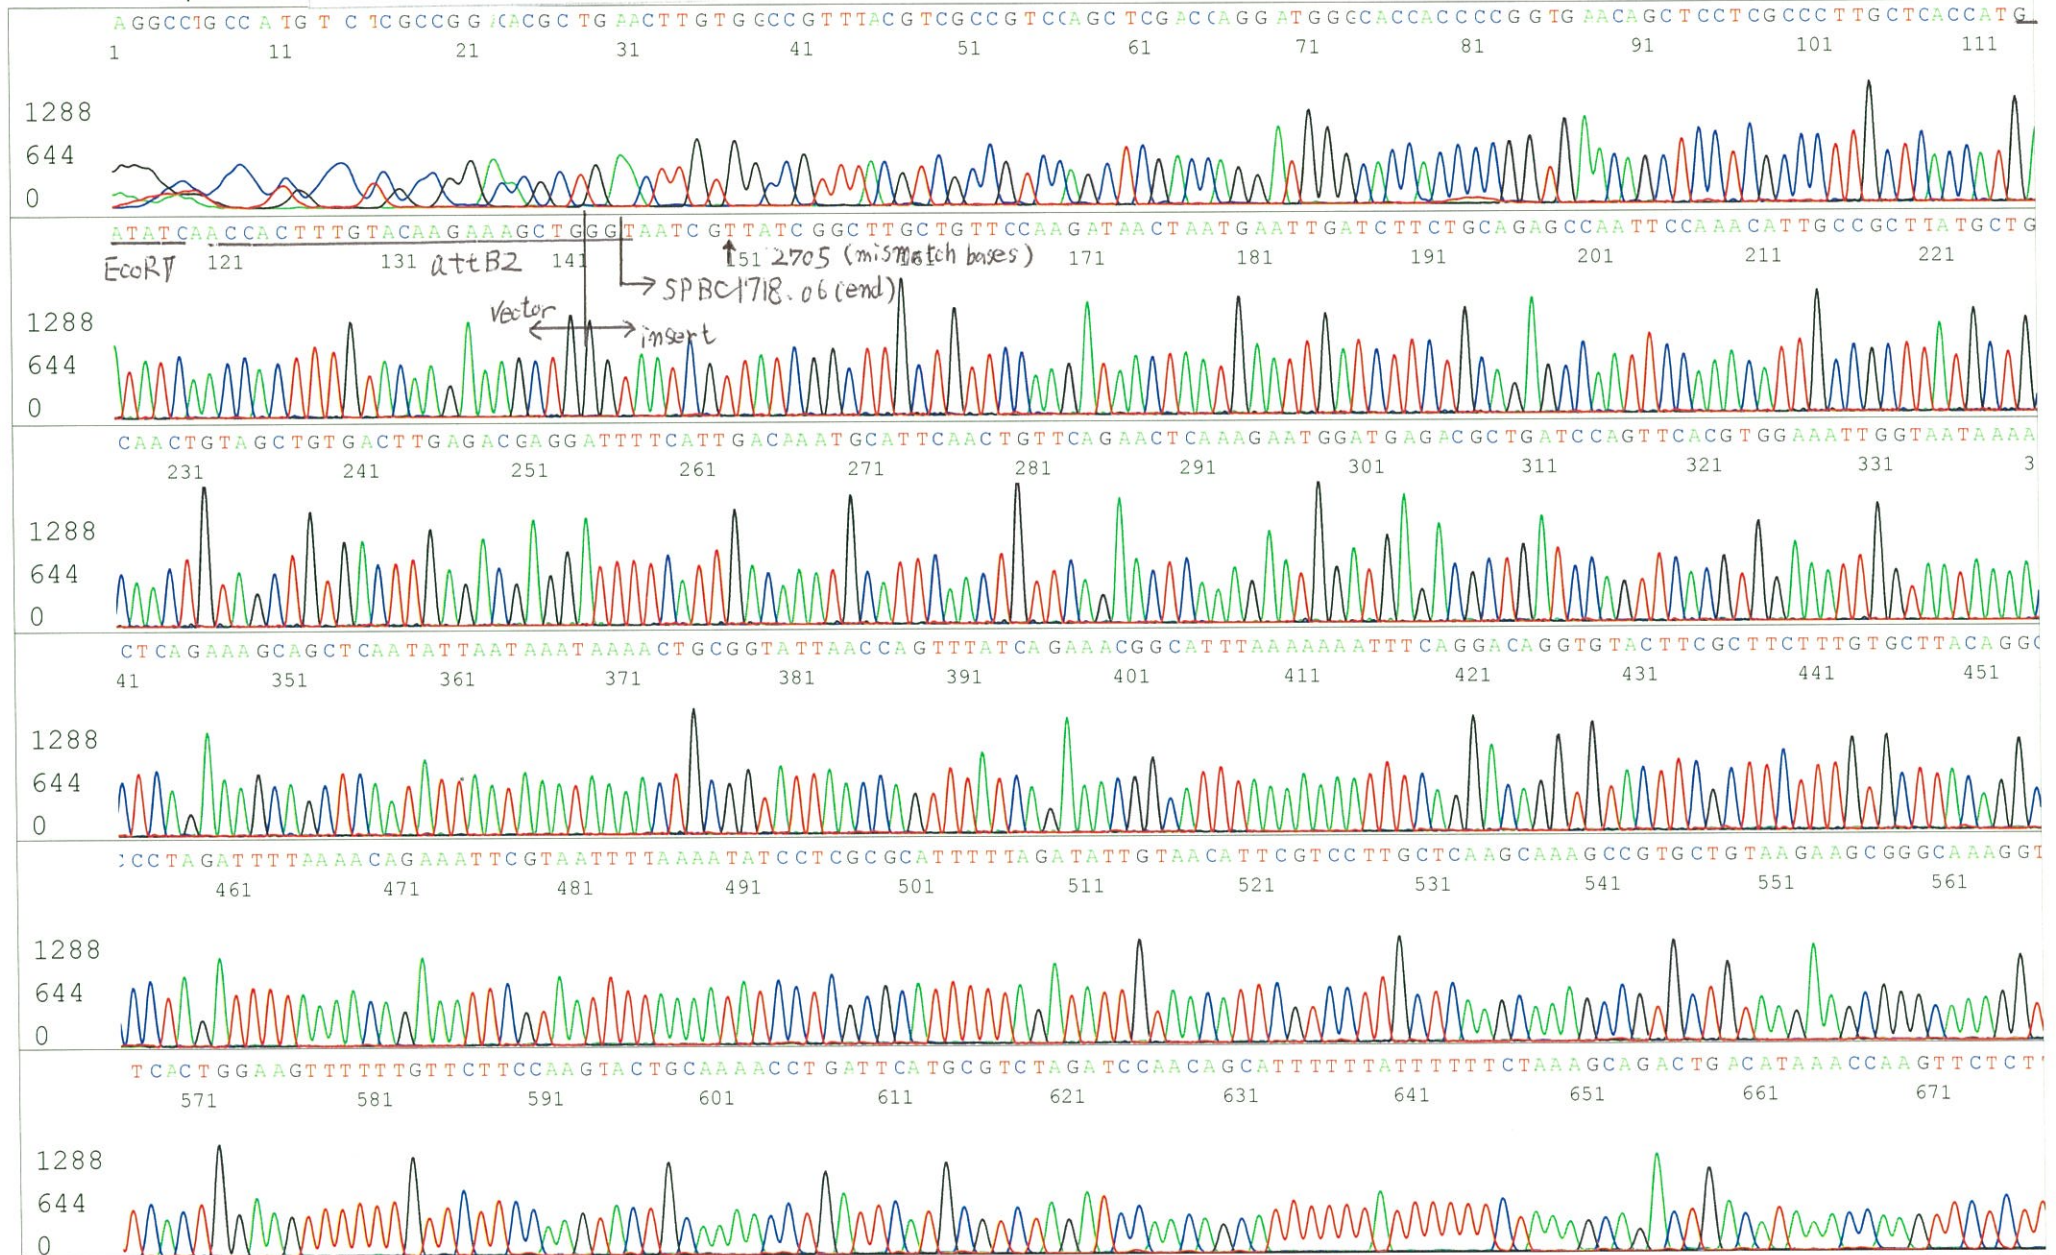 AGGCCTGCCATGTCTCGCCGGACACGCTGAACTTGTGGCCGTTTACGTCGCCGTCCAGCTCGACCAGGATGGGCACCACCCCGGTGAACAGCTCCTCGCCCTTGCTCACCATG
1 11 21 31 41 51 61 71 81 91 101 111
1288
644
0
ATATCAACCACTTTGTACAAGAAAGCTGGGTAATCGTTATCGGCTTGCTGTTCCAAGATAACTAATGAATTGATCTTCTGCAGAGCCAATTCCAAACATTGCCGCTTATGCTG
EcoRV 121 131 attB2 141 151 2705 (mismatch bases) 161 171 181 191 201 211 221
SPBC1718.06 (end)
vector
insert
1288
644
0
CAACTGTAGCTGTGACTTGAGACGAGGATTTTCATTGACAAATGCATTCAACTGTTCAGAACTCAAAGAATGGATGAGACGCTGATCCAGTTCACGTGGAAATTGGTAATAAAA
231 241 251 261 271 281 291 301 311 321 331 3
1288
644
0
CTCAGAAAGCAGCTCAATATTAATAAATAAAACTGCGGTATTAACCAGTTTATCAGAAACGGCATTTAAAAAAATTTCAGGACAGGTGTACTTCGCTTCTTTGTGCTTACAGGC
41 351 361 371 381 391 401 411 421 431 441 451
1288
644
0
CCTAGATTTTAAAACAGAAATTCGTAATTTTAAAATATCCTCGCGCATTTTTAGATATTGTAACATTCGTCCTTGCTCAAGCAAAGCCGTGCTGTAAGAAGCGGGCAAAGGT
461 471 481 491 501 511 521 531 541 551 561
1288
644
0
TCACTGGAAGTTTTTTGTTCTTCCAAGTACTGCAAAACCTGATTCATGCGTCTAGATCCAACAGCATTTTTTATTTTTTCTAAAGCAGACTGACATAAACCAAGTTCTCT
571 581 591 601 611 621 631 641 651 661 671
1288
644
0